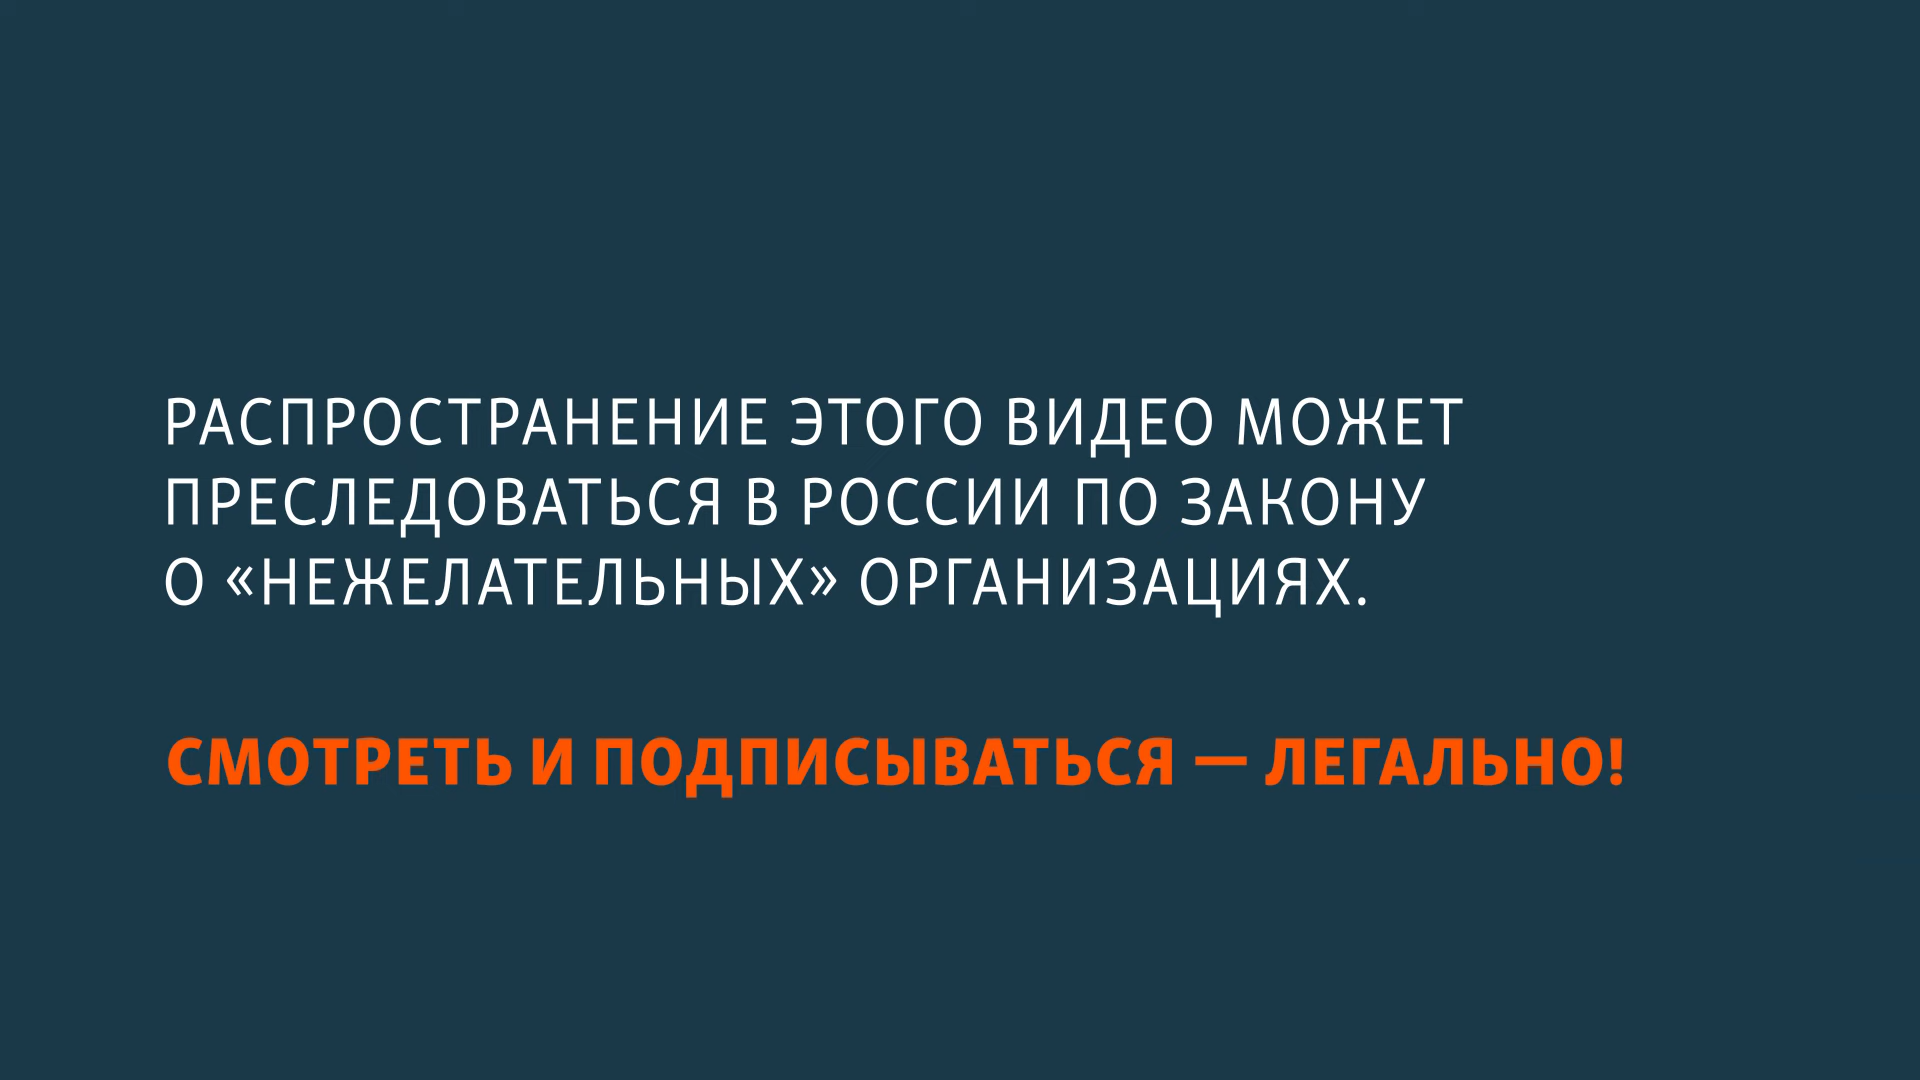 РАСПРОСТРАНЕНИЕ ЭТОГО ВИДЕО МОЖЕТ
ПРЕСЛЕДОВАТЬСЯ В РОССИИ ПО ЗАКОНУ
О «НЕЖЕЛАТЕЛЬНЫХ» ОРГАНИЗАЦИЯХ.
СМОТРЕТЬ И ПОДПИСЫВАТЬСЯ — ЛЕГАЛЬНО!